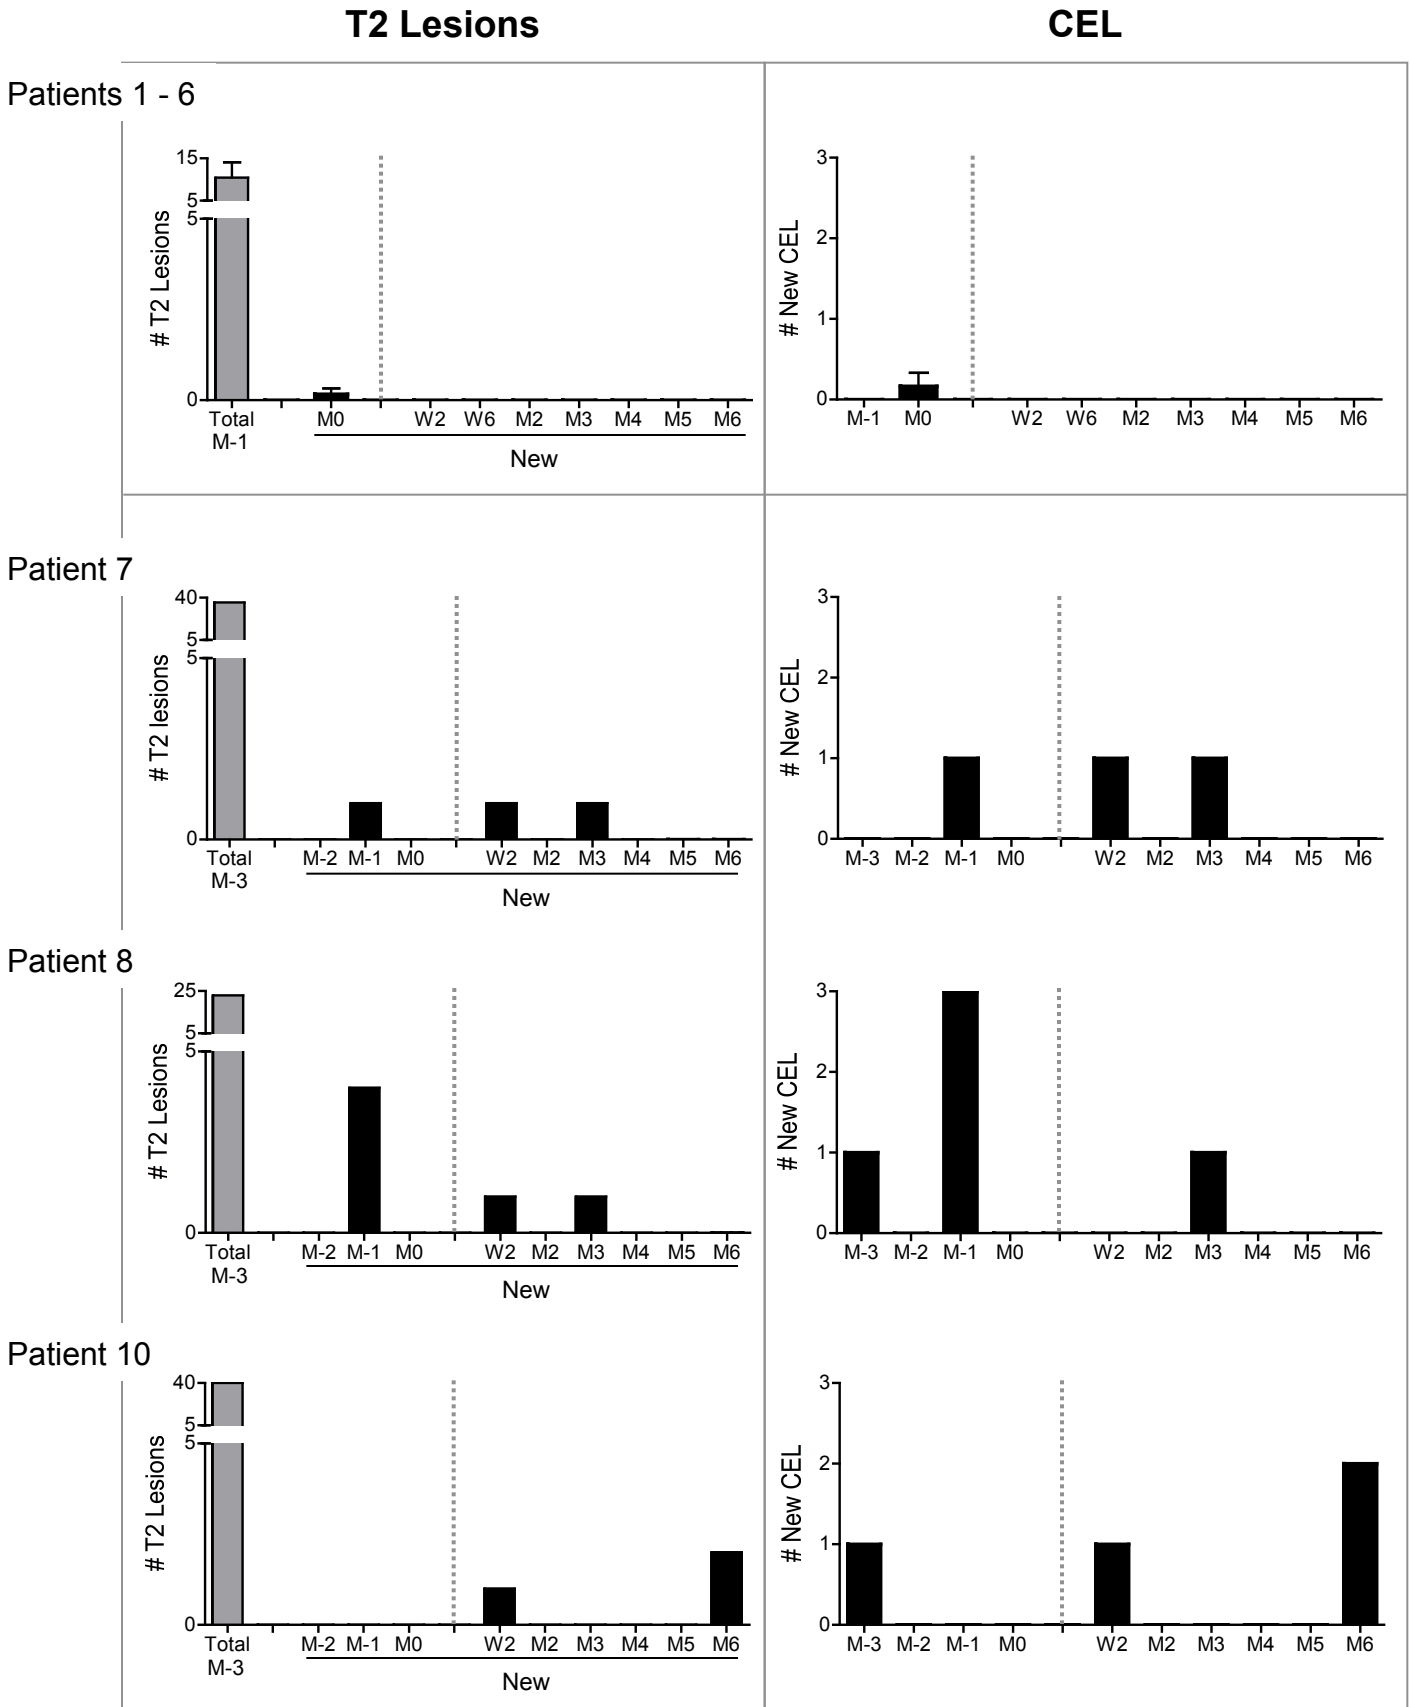 T2 Lesions CEL
Patients 1 - 6
# T2 Lesions
15
5
5
0
Total M0 W2 W6 M2 M3 M4 M5 M6
M-1
New
# New CEL
3
2
1
0
M-1 M0 W2 W6 M2 M3 M4 M5 M6
Patient 7
# T2 lesions
40
5
5
0
Total M-2 M-1 M0 W2 M2 M3 M4 M5 M6
M-3
New
# New CEL
3
2
1
0
M-3 M-2 M-1 M0 W2 M2 M3 M4 M5 M6
Patient 8
# T2 Lesions
25
5
5
0
Total M-2 M-1 M0 W2 M2 M3 M4 M5 M6
M-3
New
# New CEL
3
2
1
0
M-3 M-2 M-1 M0 W2 M2 M3 M4 M5 M6
Patient 10
# T2 Lesions
40
5
5
0
Total M-2 M-1 M0 W2 M2 M3 M4 M5 M6
M-3
New
# New CEL
3
2
1
0
M-3 M-2 M-1 M0 W2 M2 M3 M4 M5 M6